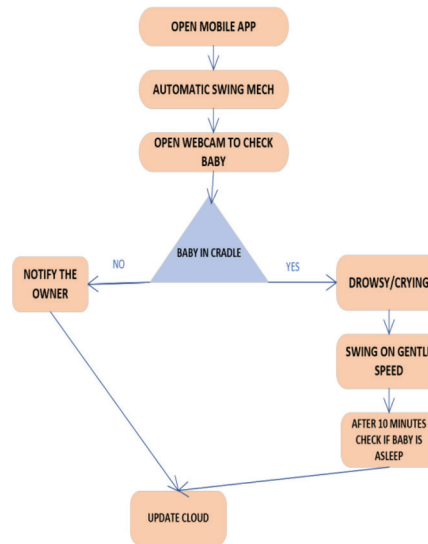 OPEN MOBILE APP
AUTOMATIC SWING MECH
OPEN WEBCAM TO CHECK
BABY
BABY IN CRADLE
NO
YES
NOTIFY THE
OWNER
DROWSY/CRYING
SWING ON GENTLE
SPEED
AFTER 10 MINUTES
CHECK IF BABY IS
ASLEEP
UPDATE CLOUD